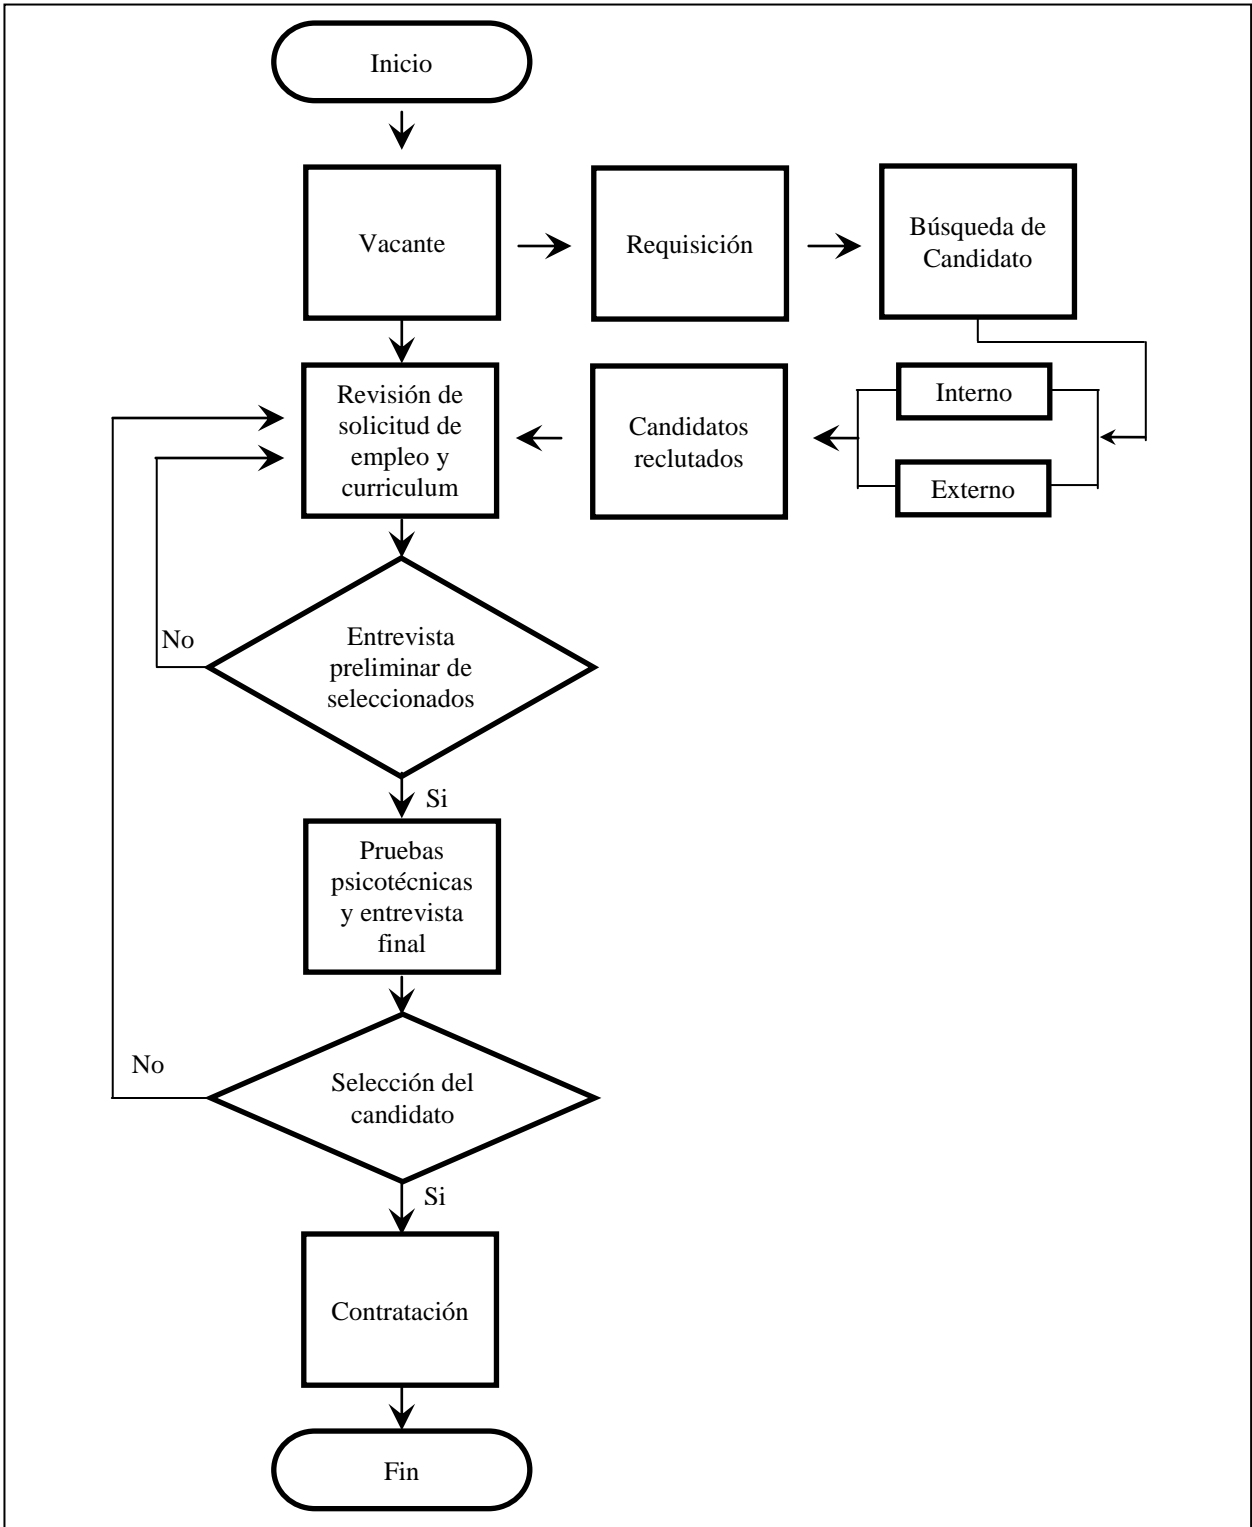 Inicio
Vacante
Requisición
Búsqueda de
Candidato
Revisión de
solicitud de
empleo y
curriculum
Candidatos
reclutados
Interno
Externo
No
Entrevista
preliminar de
seleccionados
Si
Pruebas
psicotécnicas
y entrevista
final
No
Selección del
candidato
Si
Contratación
Fin